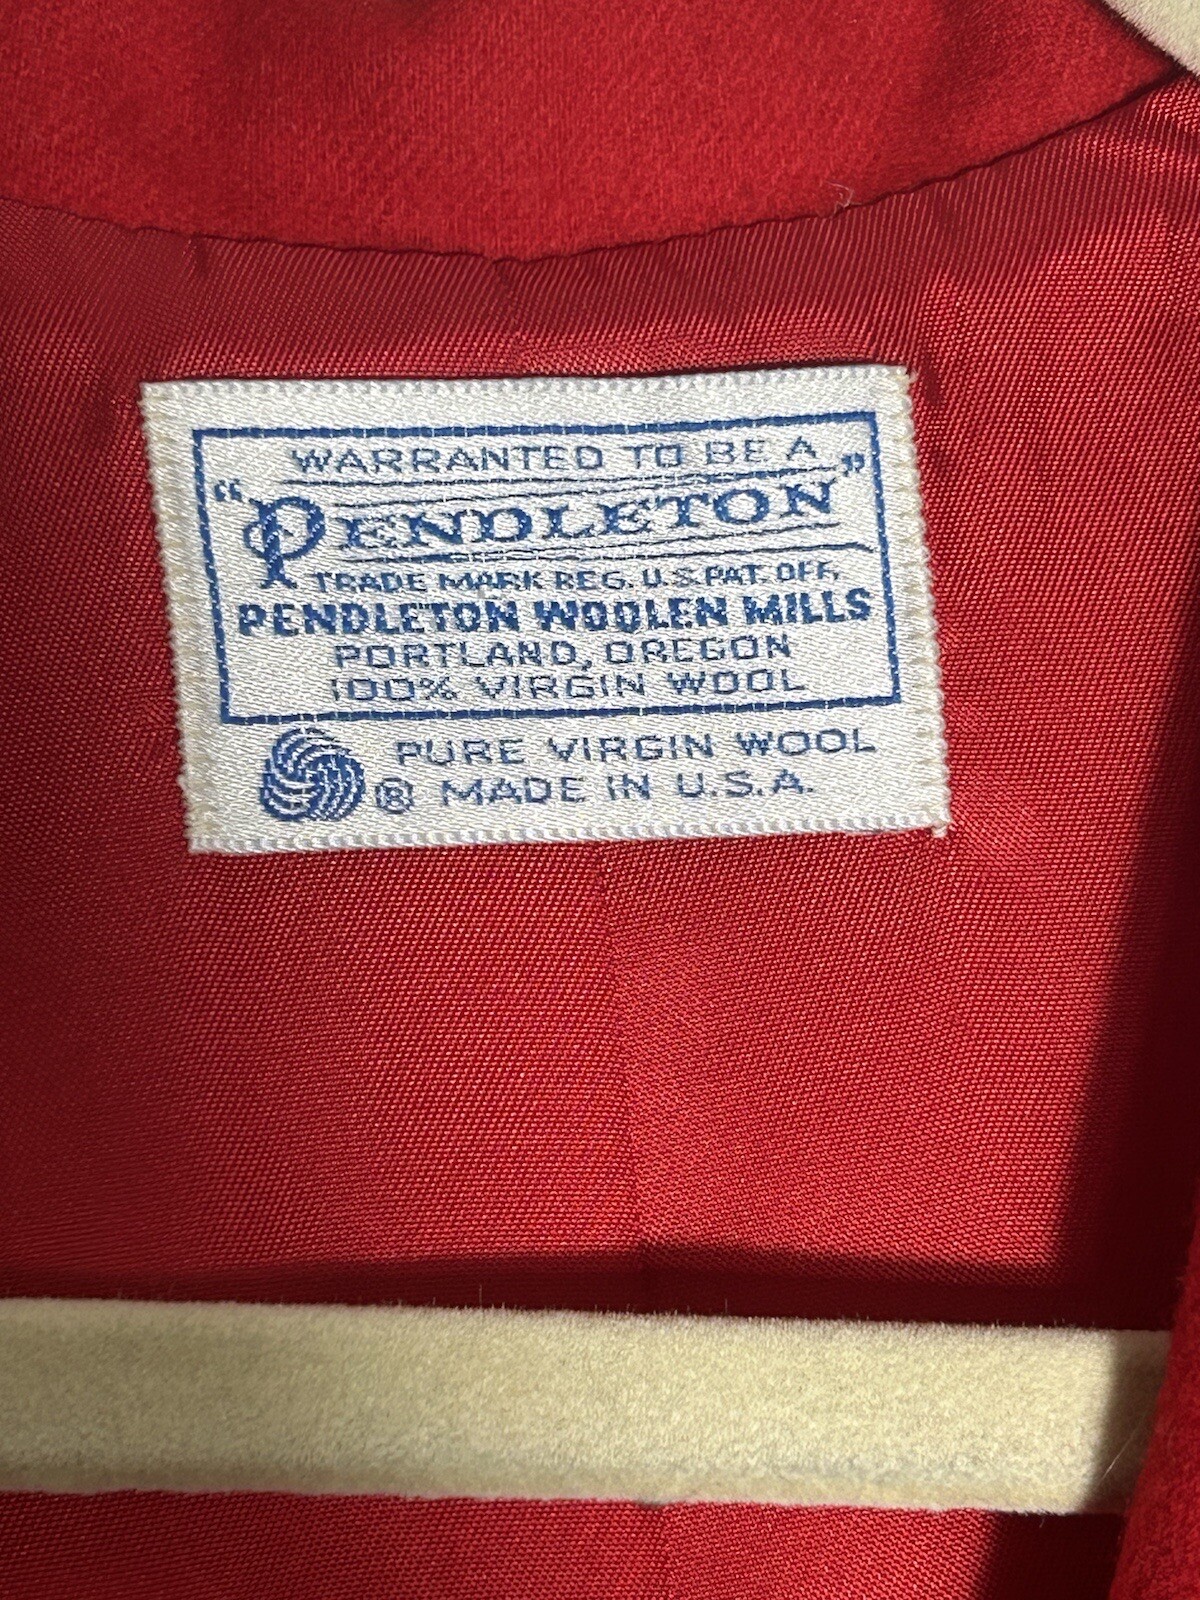 WARRANTED TO BE A
"PENDLETON"
TRADE MARK REG. U.S. PAT. OFF.
PENDLETON WOOLEN MILLS
PORTLAND, OREGON
100% VIRGIN WOOL
PURE VIRGIN WOOL
® MADE IN U.S.A.